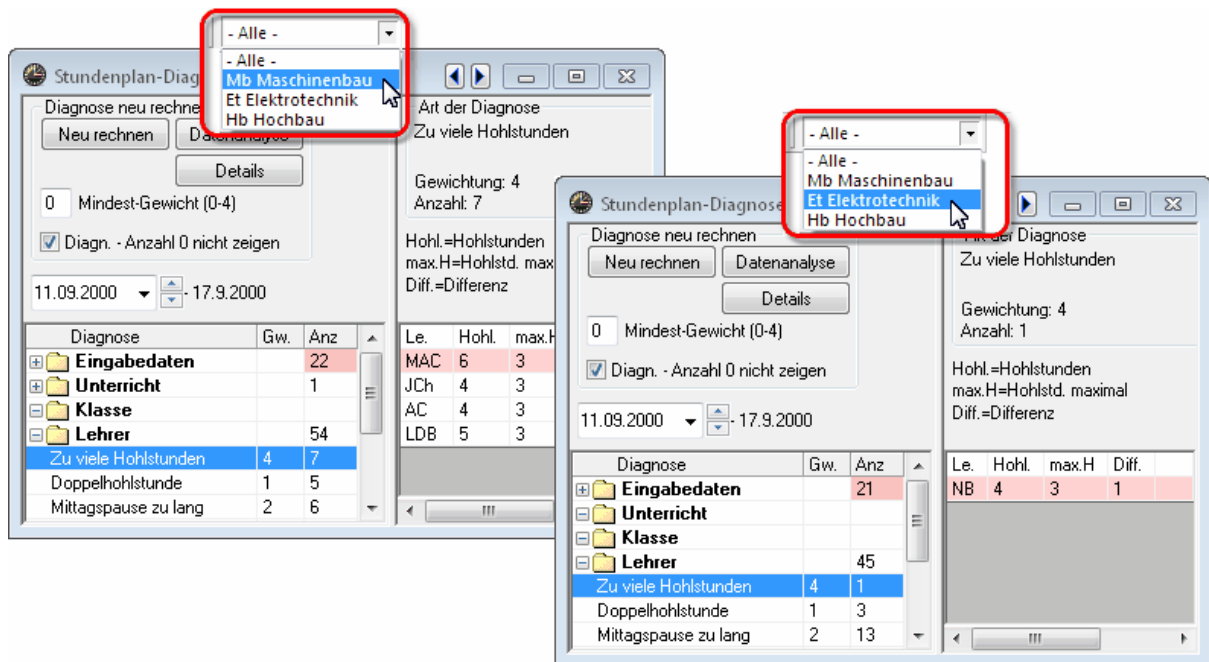 - Alle -
- Alle -
Mb Maschinenbau
Et Elektrotechnik
Hb Hochbau
Stundenplan-Diag
Diagnose neu rechne
Neu rechnen
Datenanalyse
Details
0 Mindest-Gewicht (0-4)
Diagn. - Anzahl 0 nicht zeigen
11.09.2000 - 17.9.2000
Art der Diagnose
Zu viele Hohlstunden
Gewichtung: 4
Anzahl: 7
Hohl.=Hohlstunden
max.H=Hohlstd. max
Diff.=Differenz
Diagnose Gw. Anz
Eingabedaten 22
Unterricht 1
Klasse
Lehrer 54
Zu viele Hohlstunden 4 7
Doppelhohlstunde 1 5
Mittagspause zu lang 2 6
Le. Hohl. max.H
MAC 6 3
JCh 4 3
AC 4 3
LDB 5 3
- Alle -
- Alle -
Mb Maschinenbau
Et Elektrotechnik
Hb Hochbau
Stundenplan-Diagnose
Diagnose neu rechnen
Neu rechnen
Datenanalyse
Details
0 Mindest-Gewicht (0-4)
Diagn. - Anzahl 0 nicht zeigen
11.09.2000 - 17.9.2000
Art der Diagnose
Zu viele Hohlstunden
Gewichtung: 4
Anzahl: 1
Hohl.=Hohlstunden
max.H=Hohlstd. maximal
Diff.=Differenz
Diagnose Gw. Anz
Eingabedaten 21
Unterricht
Klasse
Lehrer 45
Zu viele Hohlstunden 4 1
Doppelhohlstunde 1 3
Mittagspause zu lang 2 13
Le. Hohl. max.H Diff.
NB 4 3 1